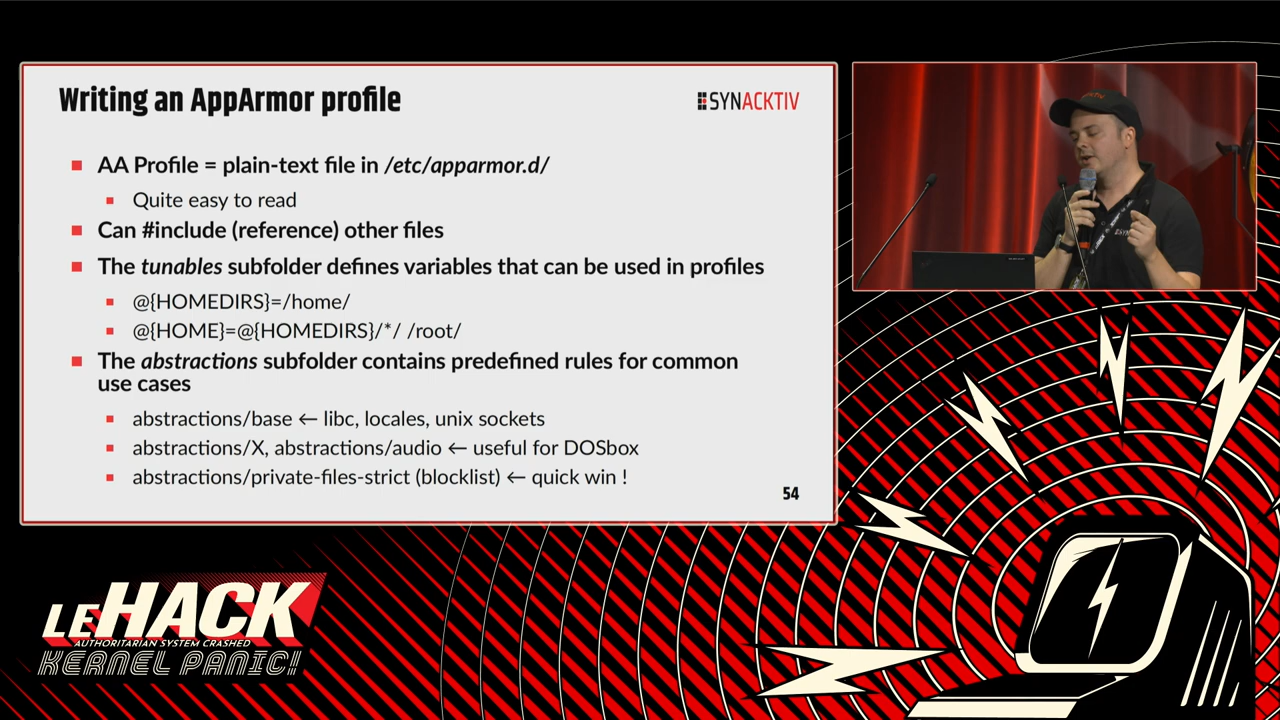 Writing an AppArmor profile
SYNACKTIV
AA Profile = plain-text file in /etc/apparmor.d/
Quite easy to read
Can #include (reference) other files
The tunables subfolder defines variables that can be used in profiles
@{HOMEDIRS}=/home/
@{HOME}=@{HOMEDIRS}/*/ /root/
The abstractions subfolder contains predefined rules for common
use cases
abstractions/base ← libc, locales, unix sockets
abstractions/X, abstractions/audio ← useful for DOSbox
abstractions/private-files-strict (blocklist) ← quick win !
54
LEHACK
AUTHORITARIAN SYSTEM CRASHED
KERNEL PANIC!